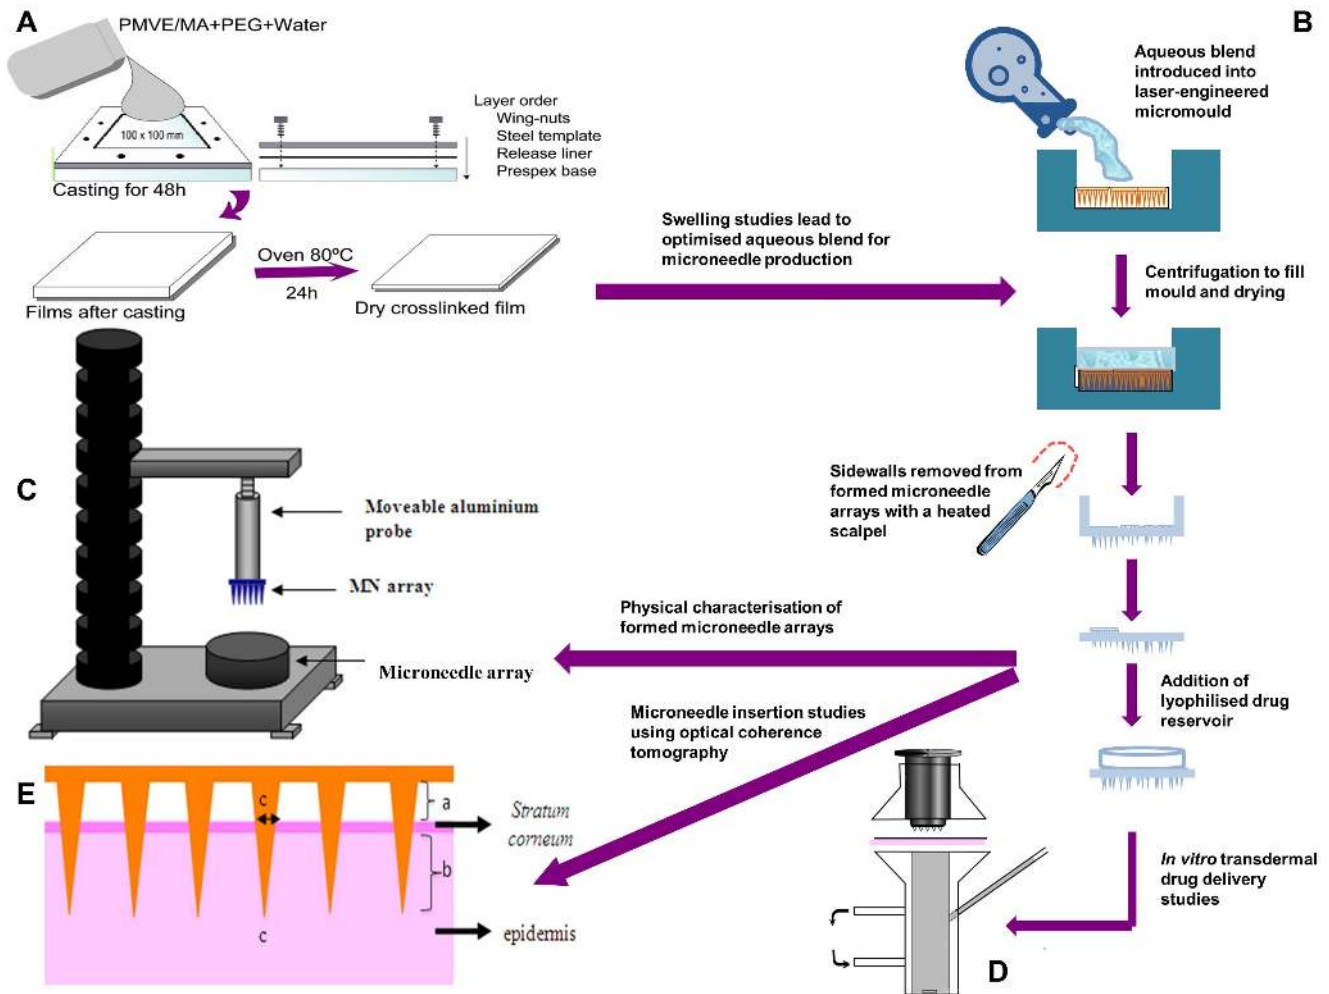 A
PMVE/MA+PEG+Water
100 x 100 mm
Casting for 48h
Layer order
Wing-nuts
Steel template
Release liner
Prespex base
Films after casting
Oven 80ºC
24h
Dry crosslinked film
Swelling studies lead to
optimised aqueous blend for
microneedle production
B
Aqueous blend
introduced into
laser-engineered
micromould
Centrifugation to fill
mould and drying
Sidewalls removed from
formed microneedle
arrays with a heated
scalpel
Addition of
lyophilised drug
reservoir
In vitro transdermal
drug delivery
studies
C
Moveable aluminium
probe
MN array
Microneedle array
Physical characterisation of
formed microneedle arrays
Microneedle insertion studies
using optical coherence
tomography
D
E
c
a
b
c
Stratum
corneum
epidermis